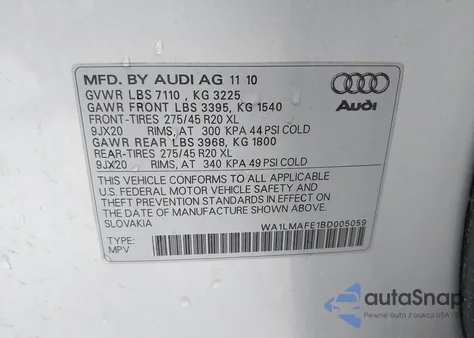 MFD. BY AUDI AG 11 10
GVWR LBS 7110 , KG 3225
GAWR FRONT LBS 3395, KG 1540
FRONT-TIRES 275/45 R20 XL
9JX20 RIMS, AT 300 KPA 44 PSI COLD
GAWR REAR LBS 3968, KG 1800
REAR-TIRES 275/45 R20 XL
9JX20 RIMS, AT 340 KPA 49 PSI COLD
THIS VEHICLE CONFORMS TO ALL APPLICABLE
U.S. FEDERAL MOTOR VEHICLE SAFETY AND
THEFT PREVENTION STANDARDS IN EFFECT ON
THE DATE OF MANUFACTURE SHOWN ABOVE.
SLOVAKIA
WA1LMAFE1BD005059
TYPE:
MPV
Audi
autoSnap
Pewne auto z USA